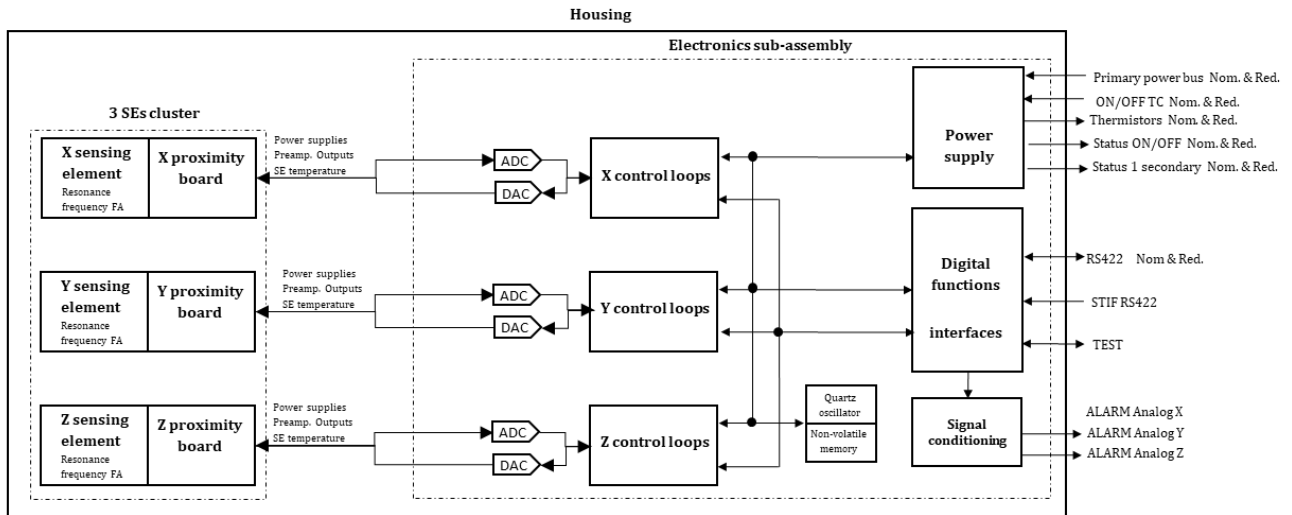 Housing
Electronics sub-assembly
3 SEs cluster
X sensing
element
Resonance
frequency FA
X proximity
board
Power supplies
Preamp. Outputs
SE temperature
ADC
DAC
X control loops
Power
supply
Primary power bus Nom. & Red.
ON/OFF TC Nom. & Red.
Thermistors Nom. & Red.
Status ON/OFF Nom. & Red.
Status 1 secondary Nom. & Red.
Y sensing
element
Resonance
frequency FA
Y proximity
board
Power supplies
Preamp. Outputs
SE temperature
ADC
DAC
Y control loops
Digital
functions
interfaces
RS422 Nom & Red.
STIF RS422
TEST
Z sensing
element
Resonance
frequency FA
Z proximity
board
Power supplies
Preamp. Outputs
SE temperature
ADC
DAC
Z control loops
Quartz
oscillator
Non-volatile
memory
Signal
conditioning
ALARM Analog X
ALARM Analog Y
ALARM Analog Z